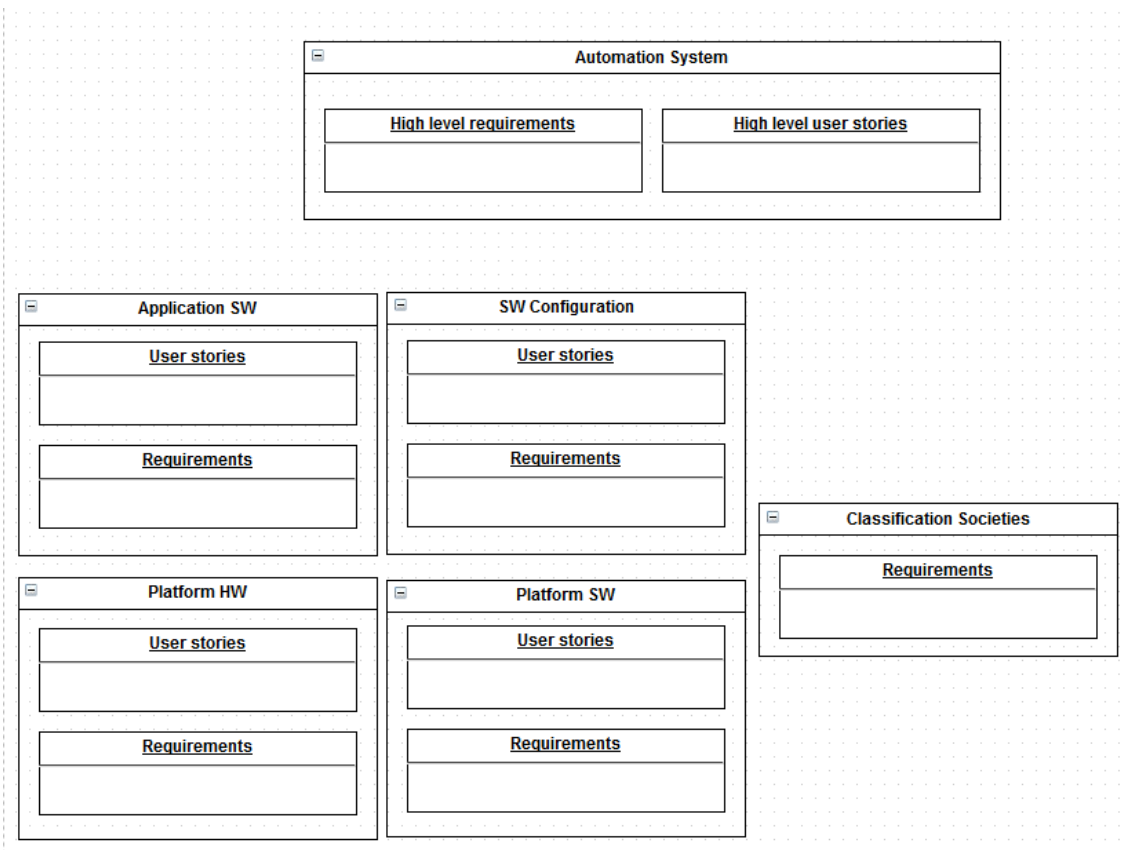 Automation System
High level requirements
High level user stories
Application SW
User stories
Requirements
SW Configuration
User stories
Requirements
Classification Societies
Requirements
Platform HW
User stories
Requirements
Platform SW
User stories
Requirements